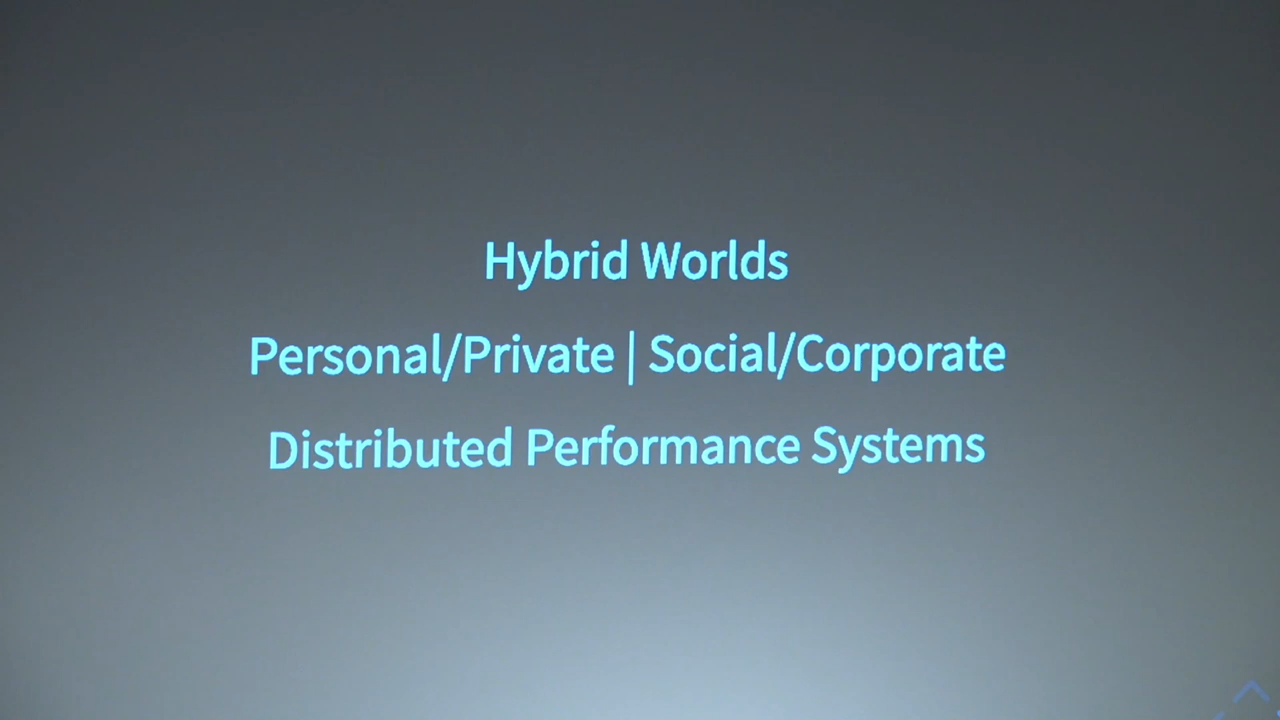 Hybrid Worlds
Personal/Private | Social/Corporate
Distributed Performance Systems